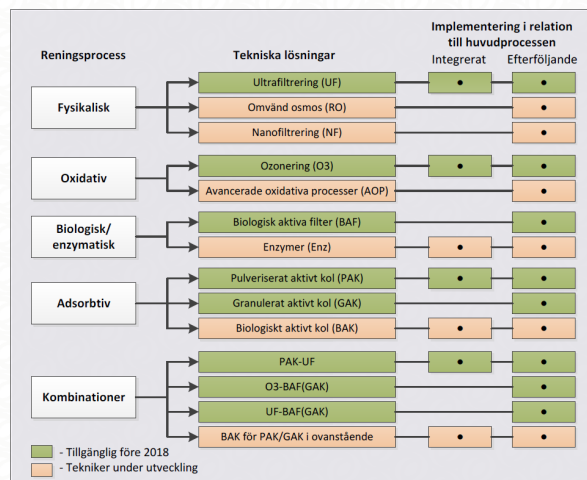 Implementering i relation
till huvudprocessen
Reningsprocess
Tekniska lösningar
Integrerat
Efterföljande
Fysikalisk
Ultrafiltrering (UF)
Omvänd osmos (RO)
Nanofiltrering (NF)
Oxidativ
Ozonering (O3)
Avancerade oxidativa processer (AOP)
Biologisk/
enzymatisk
Biologisk aktiva filter (BAF)
Enzymer (Enz)
Adsorbtiv
Pulveriserat aktivt kol (PAK)
Granulerat aktivt kol (GAK)
Biologiskt aktivt kol (BAK)
Kombinationer
PAK-UF
O3-BAF(GAK)
UF-BAF(GAK)
BAK för PAK/GAK i ovanstående
- Tillgänglig före 2018
- Tekniker under utveckling